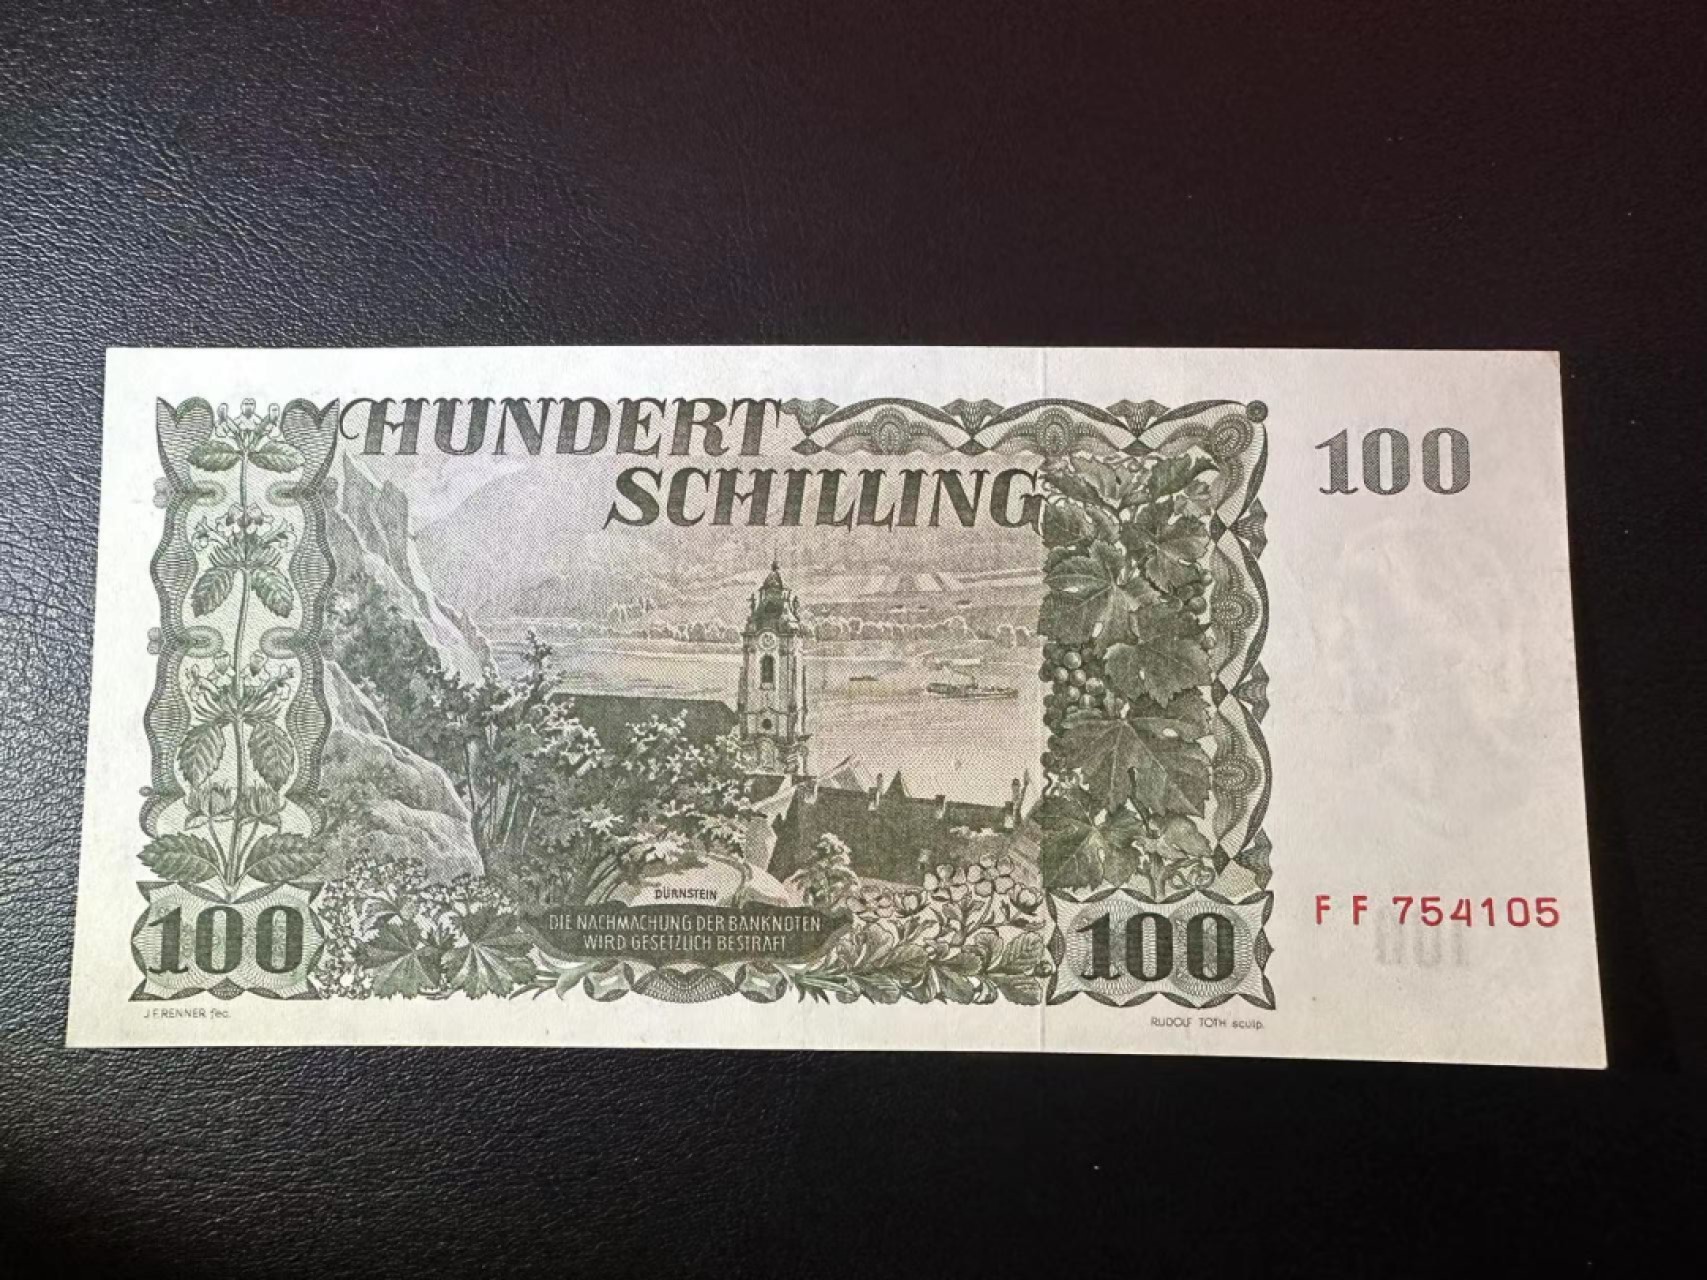 HUNDERT
SCHILLING
100
DÜRNSTEIN
DIE NACHMACHUNG DER BANKNOTEN
WIRD GESETZLICH BESTRAFT
F F 754105
100
100
J.F.RENNER fec.
RUDOLF TOTH sculp.